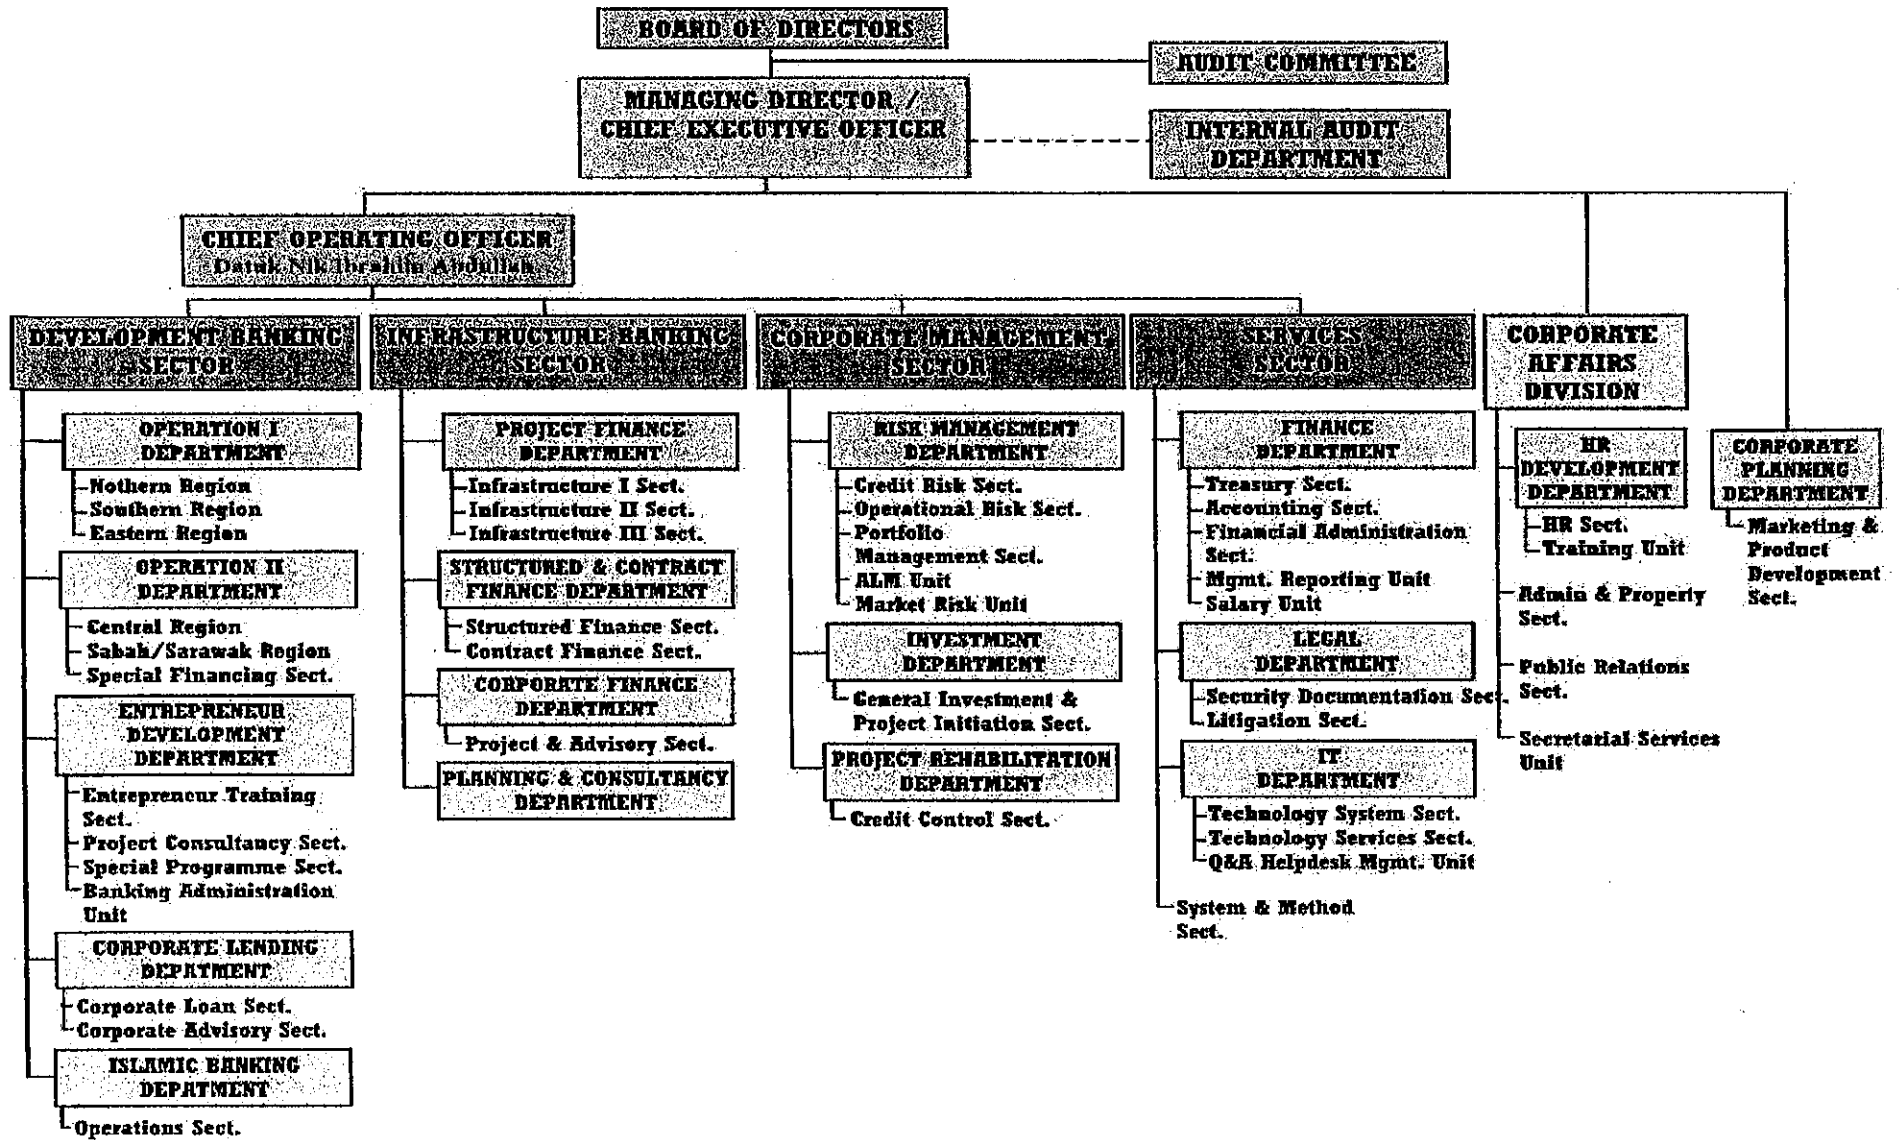 BOARD OF DIRECTORS
AUDIT COMMITTEE
MANAGING DIRECTOR /
CHIEF EXECUTIVE OFFICER
INTERNAL AUDIT
DEPARTMENT
CHIEF OPERATING OFFICER
Datuk Nik Ibrahim Abdullah
DEVELOPMENT BANKING
SECTOR
OPERATION I
DEPARTMENT
Nothern Region
Southern Region
Eastern Region
OPERATION II
DEPARTMENT
Central Region
Sabah/Sarawak Region
Special Financing Sect.
ENTREPRENEUR
DEVELOPMENT
DEPARTMENT
Entrepreneur Training
Sect.
Project Consultancy Sect.
Special Programme Sect.
Banking Administration
Unit
CORPORATE LENDING
DEPATMENT
Corporate Loan Sect.
Corporate Advisory Sect.
ISLAMIC BANKING
DEPATMENT
Operations Sect.
INFRASTRUCTURE BANKING
SECTOR
PROJECT FINANCE
DEPARTMENT
Infrastructure I Sect.
Infrastructure II Sect.
Infrastructure III Sect.
STRUCTURED & CONTRACT
FINANCE DEPARTMENT
Structured Finance Sect.
Contract Finance Sect.
CORPORATE FINANCE
DEPARTMENT
Project & Advisory Sect.
PLANNING & CONSULTANCY
DEPARTMENT
CORPORATE MANAGEMENT
SECTOR
RISK MANAGEMENT
DEPARTMENT
Credit Risk Sect.
Operational Risk Sect.
Portfolio
Management Sect.
ALM Unit
Market Risk Unit
INVESTMENT
DEPARTMENT
General Investment &
Project Initiation Sect.
PROJECT REHABILITATION
DEPARTMENT
Credit Control Sect.
SERVICES
SECTOR
FINANCE
DEPARTMENT
Treasury Sect.
Accounting Sect.
Financial Administration
Sect.
Mgmt. Reporting Unit
Salary Unit
LEGAL
DEPARTMENT
Security Documentation Sect.
Litigation Sect.
IT
DEPARTMENT
Technology System Sect.
Technology Services Sect.
Q&A Helpdesk Mgmt. Unit
System & Method
Sect.
CORPORATE
AFFAIRS
DIVISION
HR
DEVELOPMENT
DEPARTMENT
HR Sect.
Training Unit
Admin & Property
Sect.
Public Relations
Sect.
Secretarial Services
Unit
CORPORATE
PLANNING
DEPARTMENT
Marketing &
Product
Development
Sect.